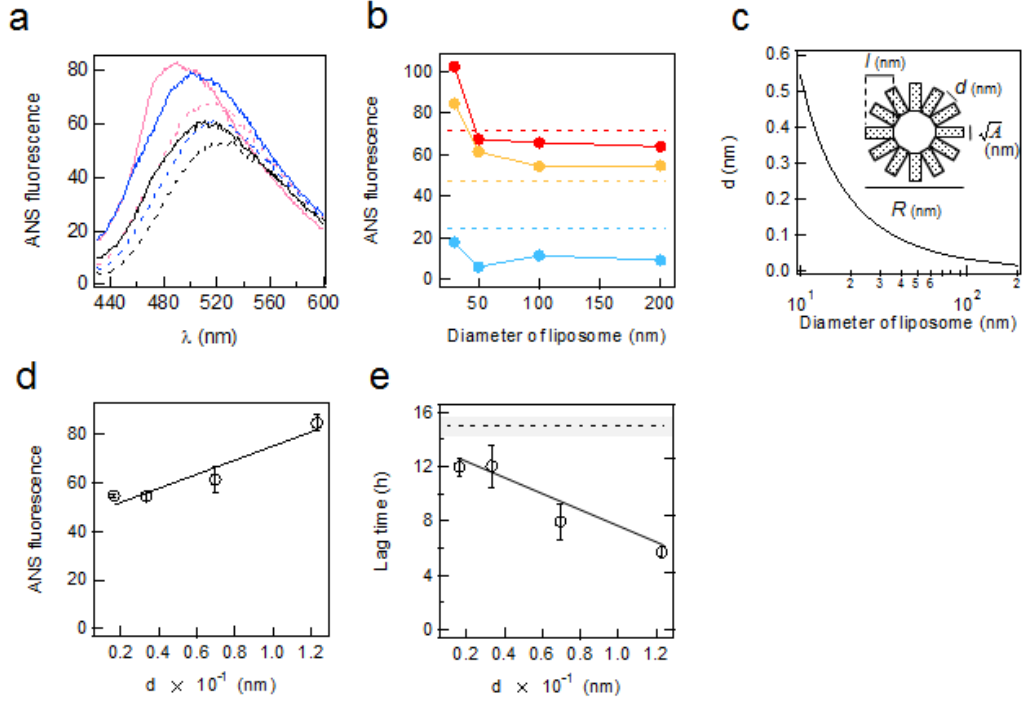 a
ANS fluorescence
80
60
40
20
0
440
480
520
560
600
λ (nm)
b
ANS fluorescence
100
80
60
40
20
0
50
100
150
200
Diameter of liposome (nm)
c
d (nm)
0.6
0.5
0.4
0.3
0.2
0.1
0.0
l (nm)
d (nm)
√A
(nm)
R (nm)
10¹
2
3
4
5
6
10²
2
Diameter of liposome (nm)
d
ANS fluorescence
80
60
40
20
0
0.2
0.4
0.6
0.8
1.0
1.2
d × 10⁻¹ (nm)
e
Lag time (h)
16
12
8
4
0
0.2
0.4
0.6
0.8
1.0
1.2
d × 10⁻¹ (nm)